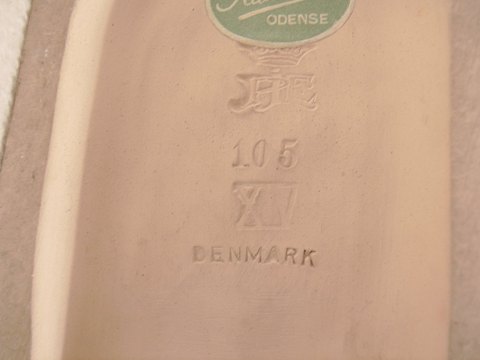 ODENSE
105
XV
DENMARK